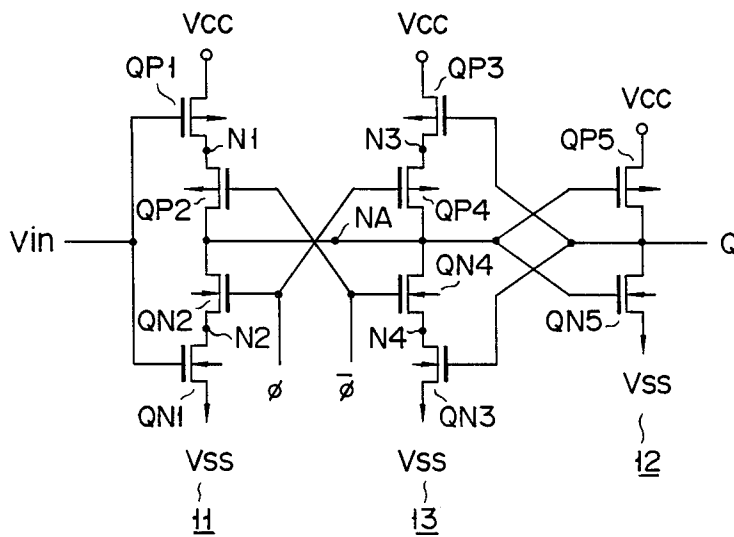 VCC
VCC
QP1
QP3
VCC
N1
N3
QP5
QP2
QP4
NA
Vin
Q
QN4
QN2
N2
N4
QN5
QN1
ø
ø̄
QN3
VSS
VSS
VSS
12
11
13